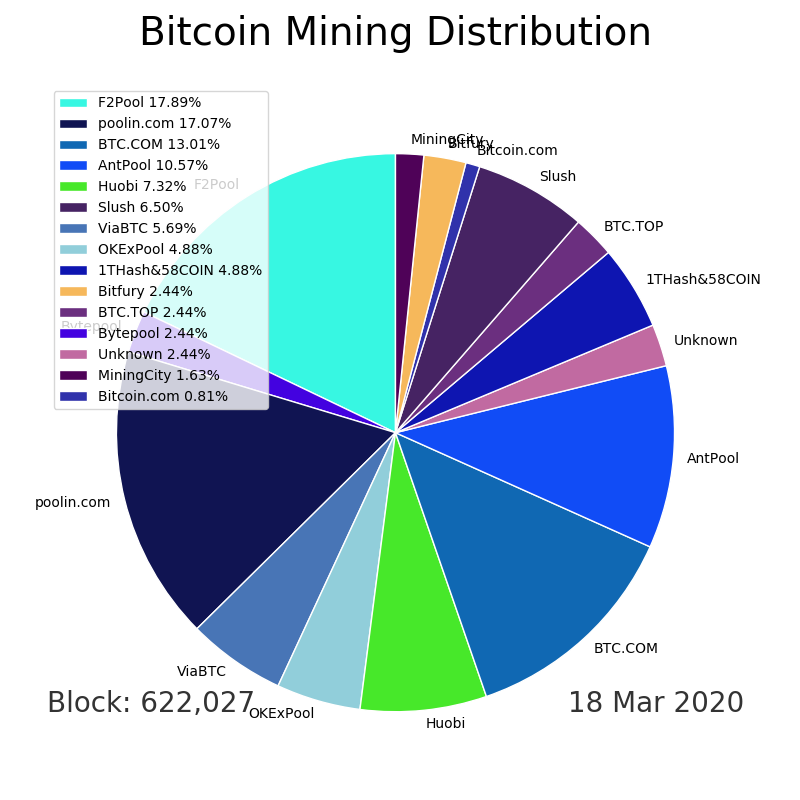 Bitcoin Mining Distribution
F2Pool 17.89%
poolin.com 17.07%
BTC.COM 13.01%
AntPool 10.57%
Huobi 7.32%
Slush 6.50%
ViaBTC 5.69%
OKExPool 4.88%
1THash&58COIN 4.88%
Bitfury 2.44%
BTC.TOP 2.44%
Bytepool 2.44%
Unknown 2.44%
MiningCity 1.63%
Bitcoin.com 0.81%
MiningCity
Bitfury
Bitcoin.com
Slush
BTC.TOP
1THash&58COIN
Unknown
AntPool
BTC.COM
Huobi
OKExPool
ViaBTC
poolin.com
Bytepool
F2Pool
Block: 622,027
18 Mar 2020